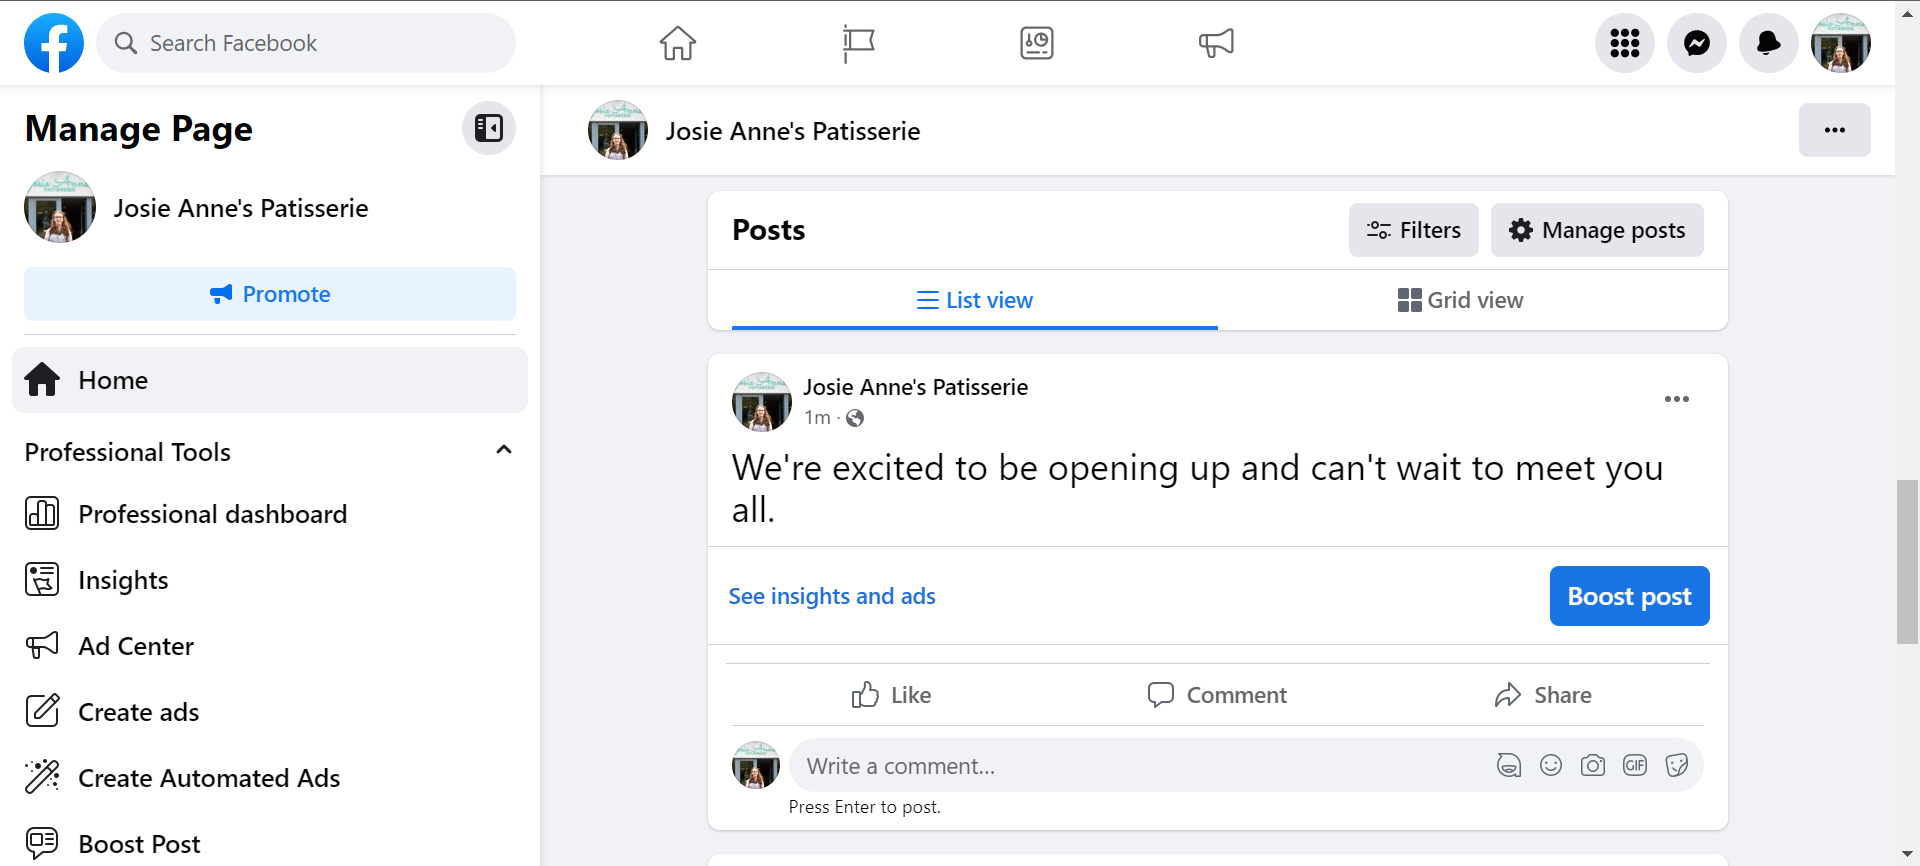 Search Facebook
Manage Page
Josie Anne's Patisserie
Promote
Home
Professional Tools
Professional dashboard
Insights
Ad Center
Create ads
Create Automated Ads
Boost Post
Josie Anne's Patisserie
Posts
Filters
Manage posts
List view
Grid view
Josie Anne's Patisserie
1m ·
We're excited to be opening up and can't wait to meet you
all.
See insights and ads
Boost post
Like
Comment
Share
Write a comment...
GIF
Press Enter to post.